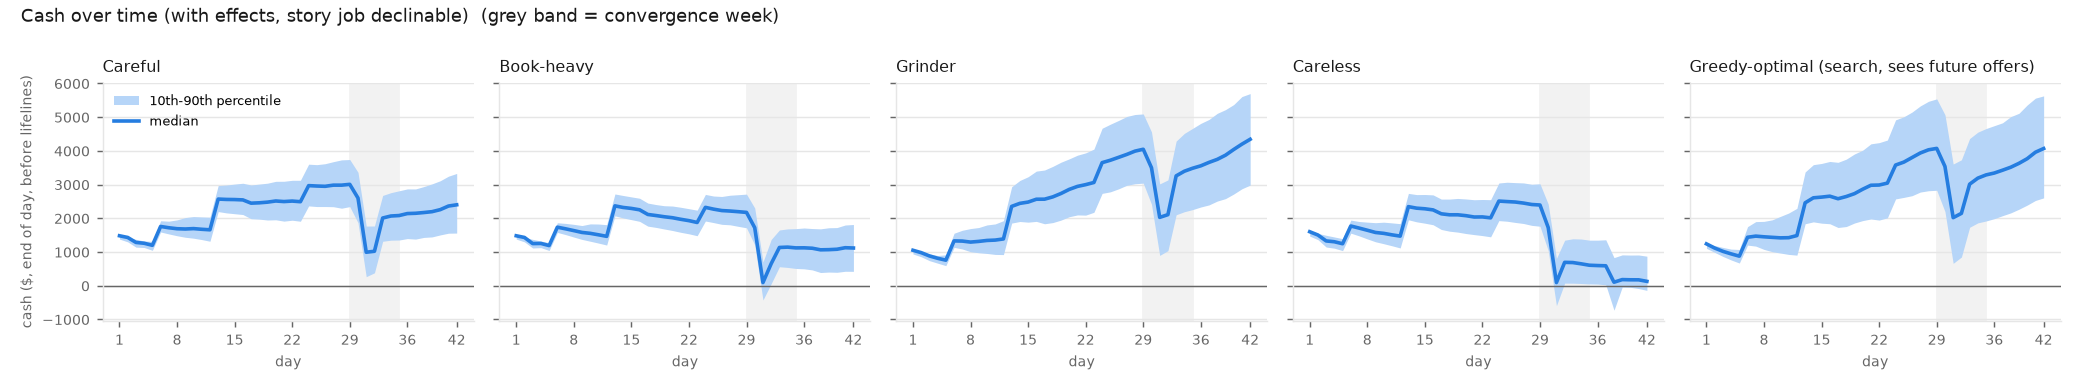 Cash over time (with effects, story job declinable)  (grey band = convergence week)
Careful
Book-heavy
Grinder
Careless
Greedy-optimal (search, sees future offers)
cash ($, end of day, before lifelines)
6000
5000
4000
3000
2000
1000
0
−1000
10th-90th percentile
median
1 8 15 22 29 36 42
day
1 8 15 22 29 36 42
day
1 8 15 22 29 36 42
day
1 8 15 22 29 36 42
day
1 8 15 22 29 36 42
day